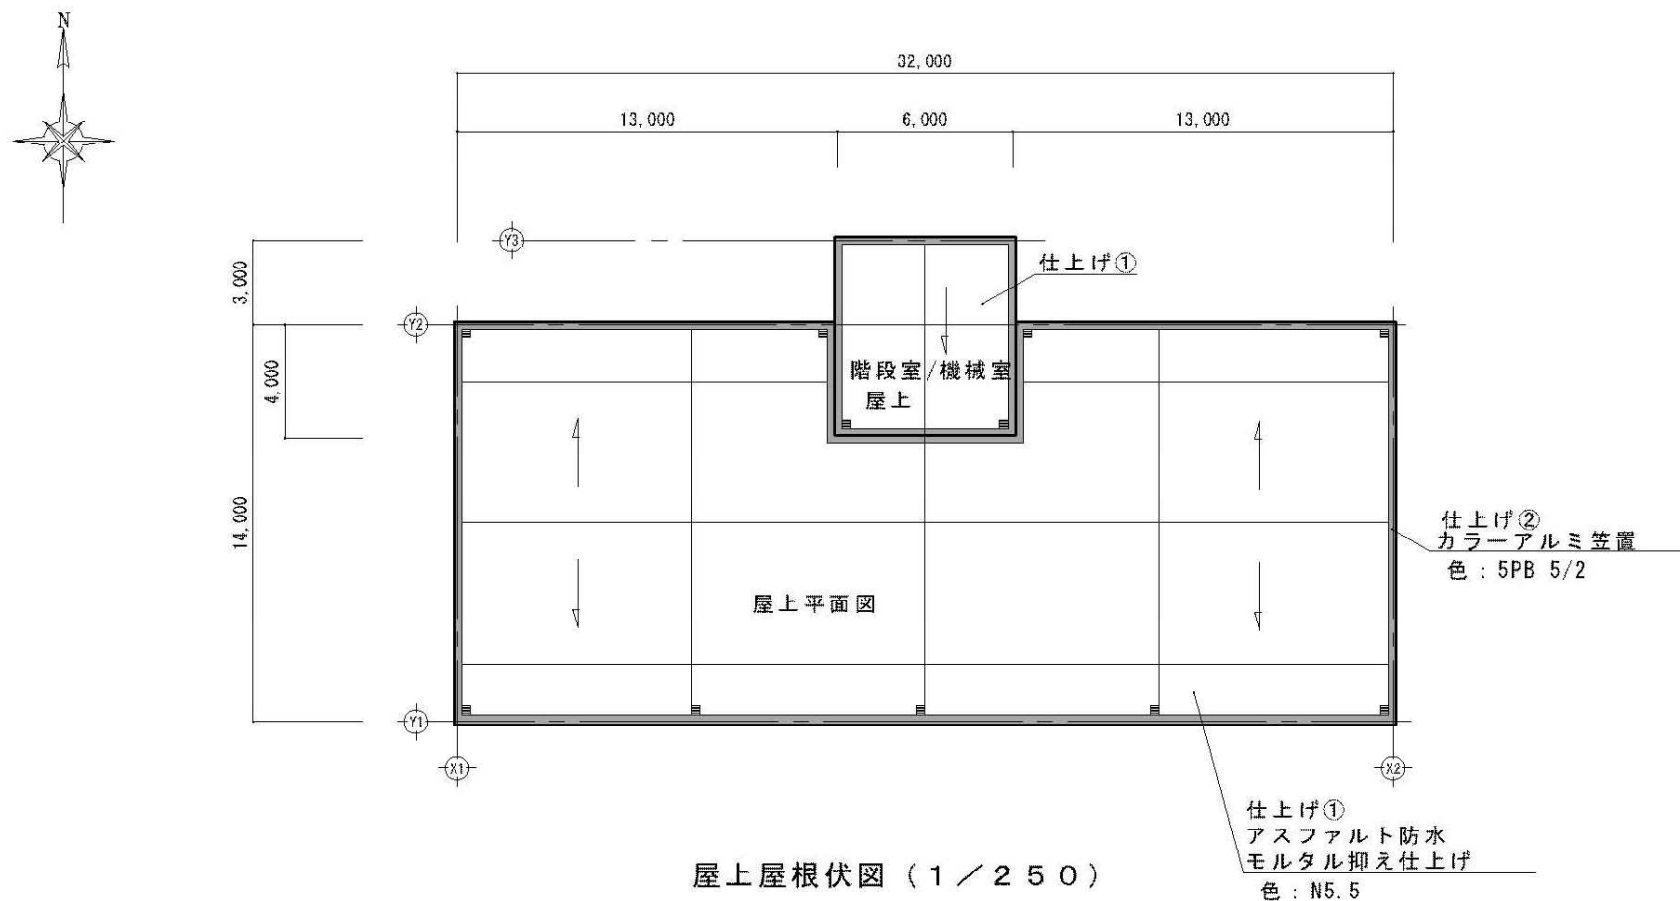 N
32,000
13,000
6,000
13,000
Y3
3,000
仕上げ①
Y2
4,000
階段室/機械室
屋上
14,000
仕上げ②
カラーアルミ笠置
色：5PB 5/2
屋上平面図
Y1
X1
X2
仕上げ①
アスファルト防水
モルタル抑え仕上げ
色：N5.5
屋上屋根伏図（１／２５０）